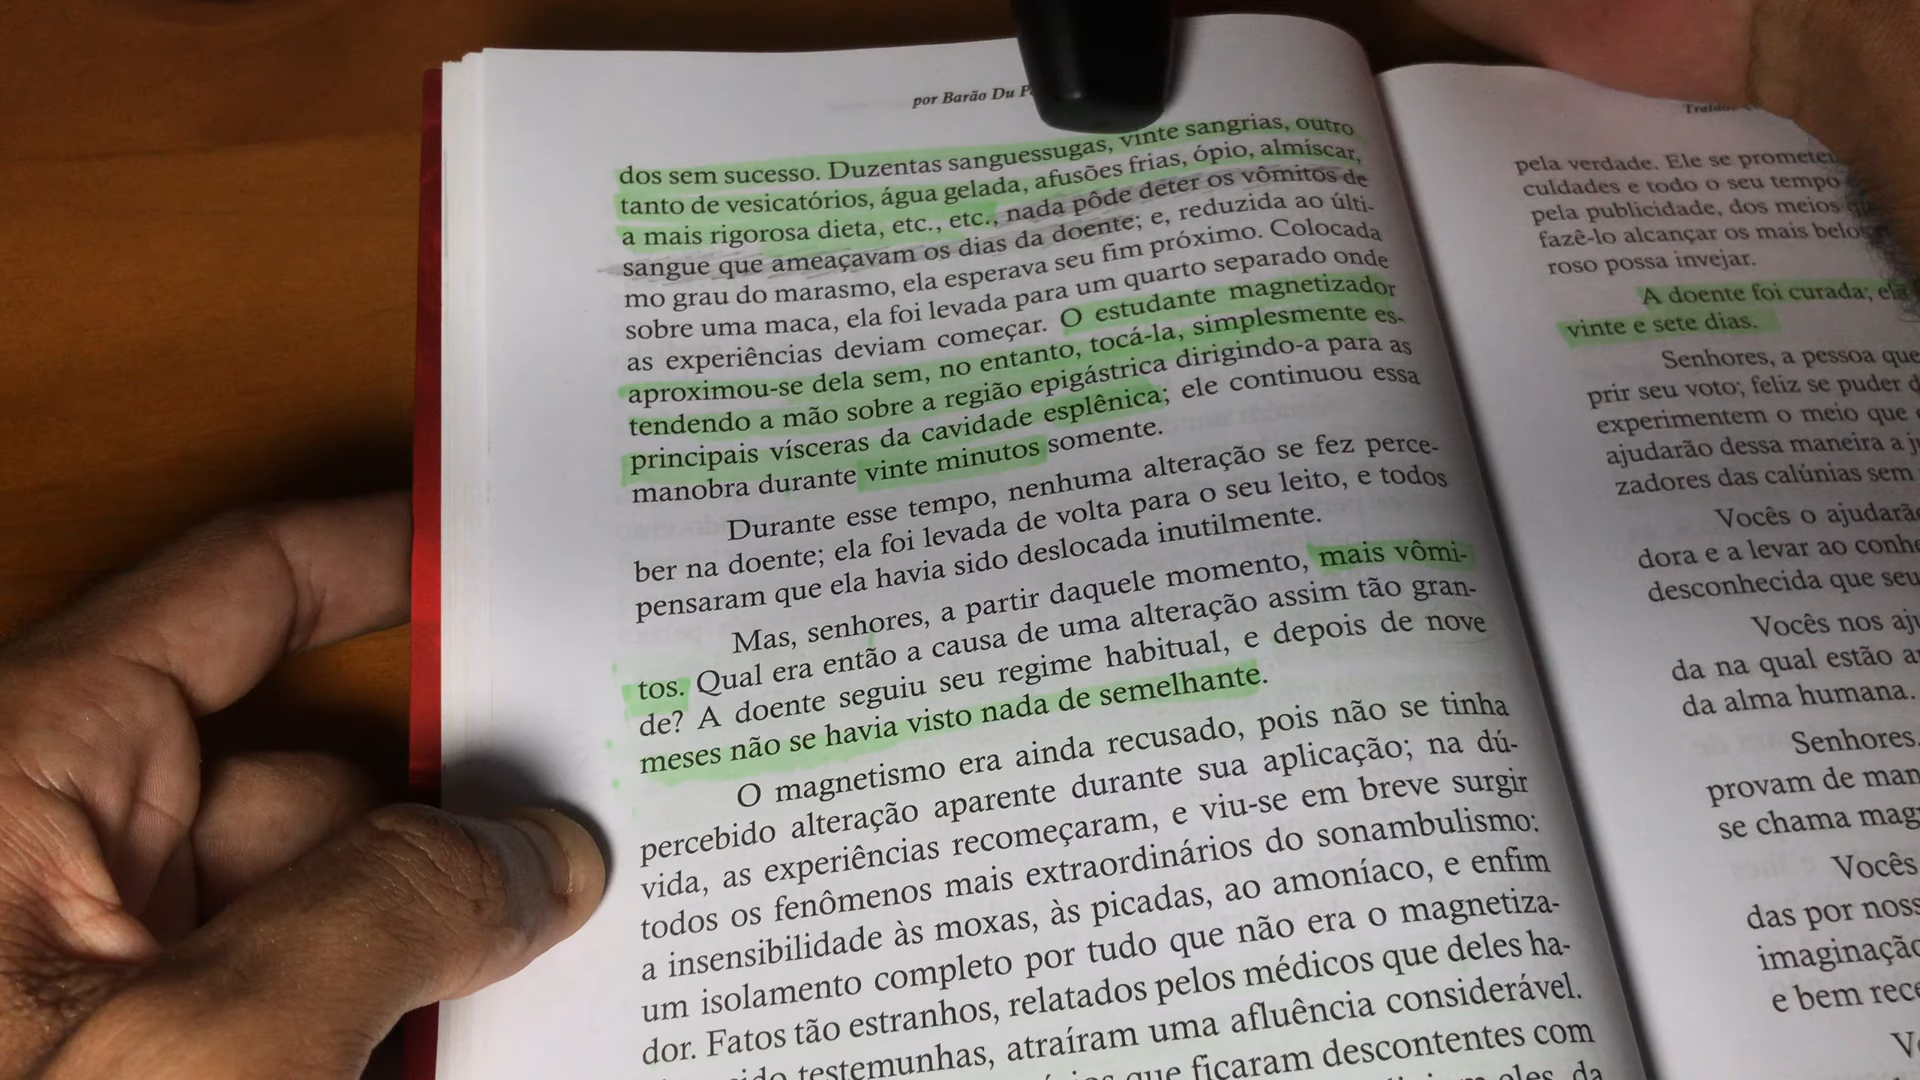 por Barão Du
dos sem sucesso. Duzentas sanguessugas, vinte sangrias, outro
tanto de vesicatórios, água gelada, afusões frias, ópio, almíscar,
a mais rigorosa dieta, etc., etc., nada pôde deter os vômitos de
sangue que ameaçavam os dias da doente; e, reduzida ao últi-
mo grau do marasmo, ela esperava seu fim próximo. Colocada
sobre uma maca, ela foi levada para um quarto separado onde
as experiências deviam começar. O estudante magnetizador
aproximou-se dela sem, no entanto, tocá-la, simplesmente es-
tendendo a mão sobre a região epigástrica dirigindo-a para as
principais vísceras da cavidade esplênica; ele continuou essa
manobra durante vinte minutos somente.
Durante esse tempo, nenhuma alteração se fez perce-
ber na doente; ela foi levada de volta para o seu leito, e todos
pensaram que ela havia sido deslocada inutilmente.
Mas, senhores, a partir daquele momento, mais vômi-
tos. Qual era então a causa de uma alteração assim tão gran-
de? A doente seguiu seu regime habitual, e depois de nove
meses não se havia visto nada de semelhante.
O magnetismo era ainda recusado, pois não se tinha
percebido alteração aparente durante sua aplicação; na dú-
vida, as experiências recomeçaram, e viu-se em breve surgir
todos os fenômenos mais extraordinários do sonambulismo:
a insensibilidade às moxas, às picadas, ao amoníaco, e enfim
um isolamento completo por tudo que não era o magnetiza-
dor. Fatos tão estranhos, relatados pelos médicos que deles ha-
testemunhas, atraíram uma afluência considerável.
que ficaram descontentes com
eles, da
pela verdade. Ele se
culdades e todo o seu tempo
pela publicidade, dos meios
fazê-lo alcançar os mais
roso possa invejar.
A doente foi curada; ela
vinte e sete dias.
Senhores, a pessoa que
prir seu voto; feliz se puder
experimentem o meio que
ajudarão dessa maneira a
zadores das calúnias sem
Vocês o
dora e a levar ao
desconhecida que
Vocês nos
da na qual estão
da alma humana.
Senhores,
provam de
se chama
Vocês
das por
e bem